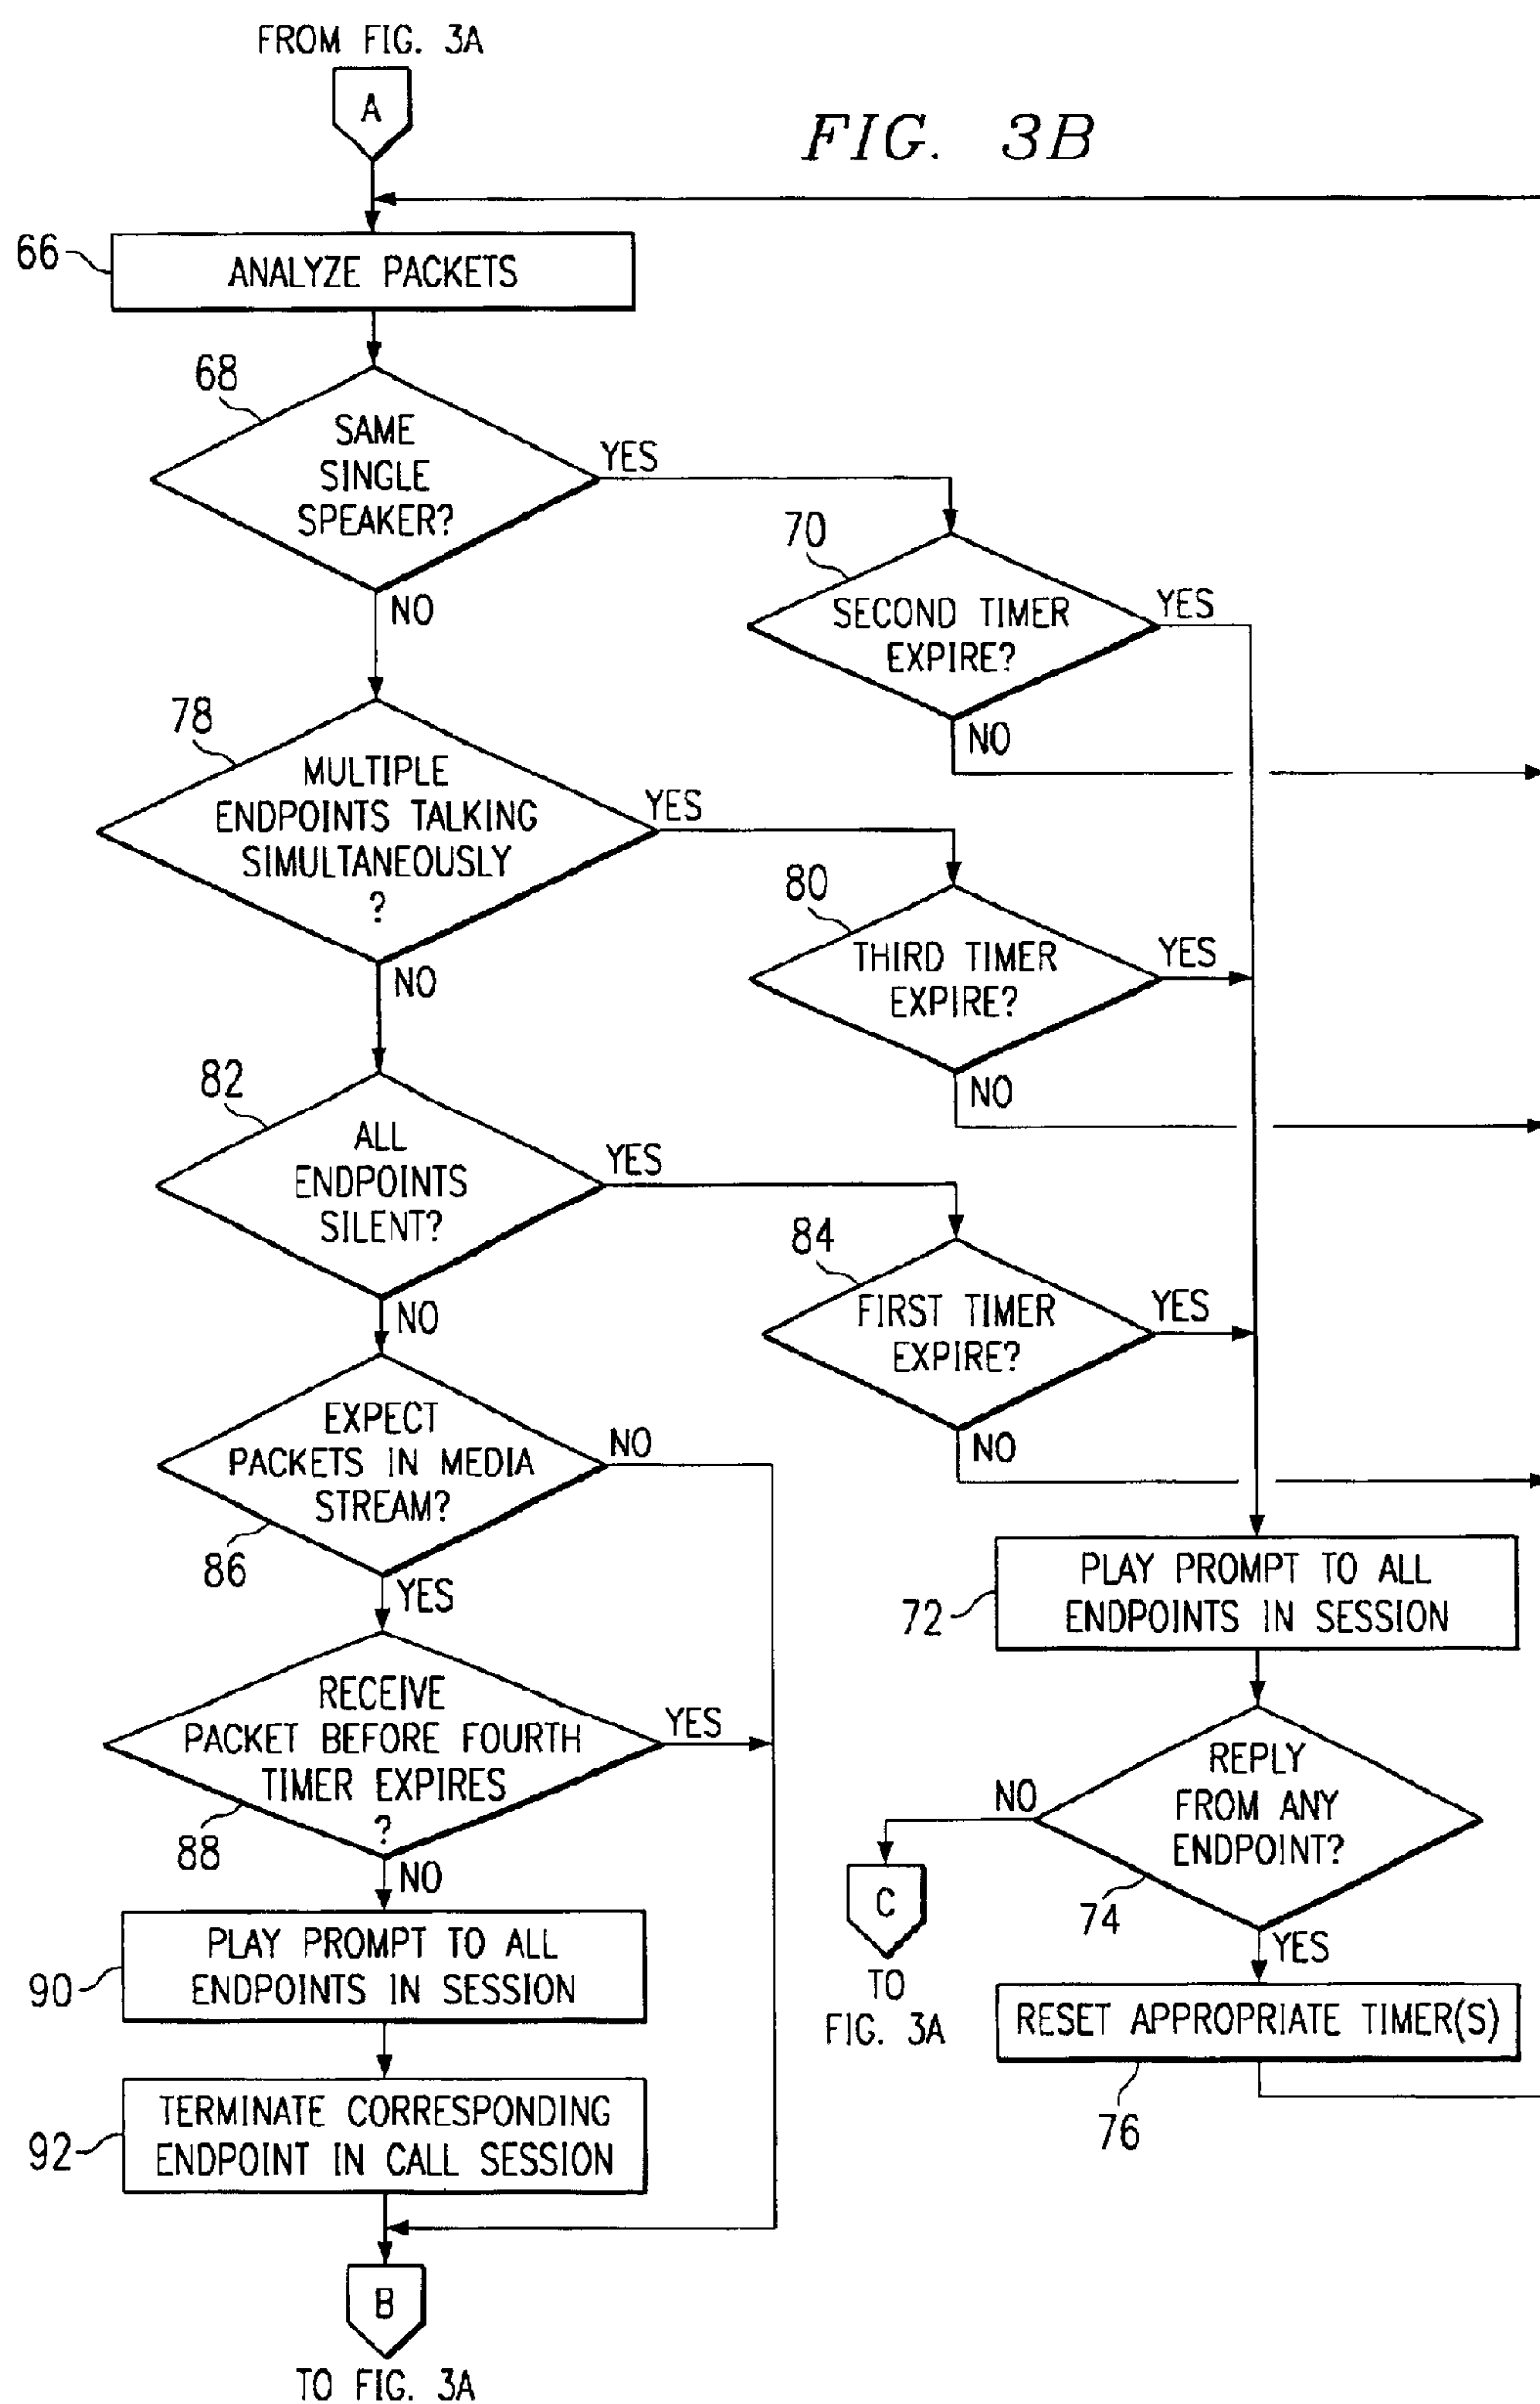 FROM FIG. 3A
A
FIG. 3B
66
ANALYZE PACKETS
68
SAME
SINGLE
SPEAKER?
YES
NO
70
SECOND TIMER
EXPIRE?
YES
NO
78
MULTIPLE
ENDPOINTS TALKING
SIMULTANEOUSLY
?
YES
NO
80
THIRD TIMER
EXPIRE?
YES
NO
82
ALL
ENDPOINTS
SILENT?
YES
NO
84
FIRST TIMER
EXPIRE?
YES
NO
EXPECT
PACKETS IN MEDIA
STREAM?
NO
86
YES
72
PLAY PROMPT TO ALL
ENDPOINTS IN SESSION
RECEIVE
PACKET BEFORE FOURTH
TIMER EXPIRES
?
YES
88
NO
REPLY
FROM ANY
ENDPOINT?
NO
74
YES
C
TO
FIG. 3A
90
PLAY PROMPT TO ALL
ENDPOINTS IN SESSION
RESET APPROPRIATE TIMER(S)
76
92
TERMINATE CORRESPONDING
ENDPOINT IN CALL SESSION
B
TO FIG. 3A